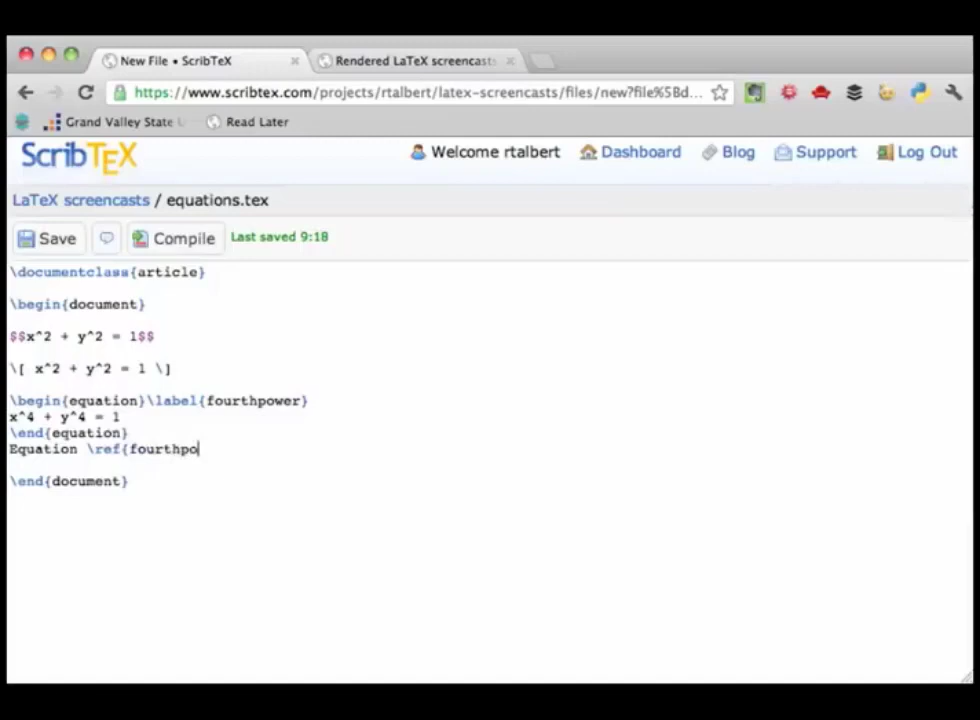 New File • ScribTeX
Rendered LaTeX screencasts
https://www.scribtex.com/projects/rtalbert/latex-screencasts/files/new?file%5Bd...
Grand Valley State U
Read Later
ScribTEX
Welcome rtalbert
Dashboard
Blog
Support
Log Out
LaTeX screencasts / equations.tex
Save
Compile
Last saved 9:18
\documentclass{article}
\begin{document}
$$x^2 + y^2 = 1$$
\[ x^2 + y^2 = 1 \]
\begin{equation}\label{fourthpower}
x^4 + y^4 = 1
\end{equation}
Equation \ref{fourthpo
\end{document}